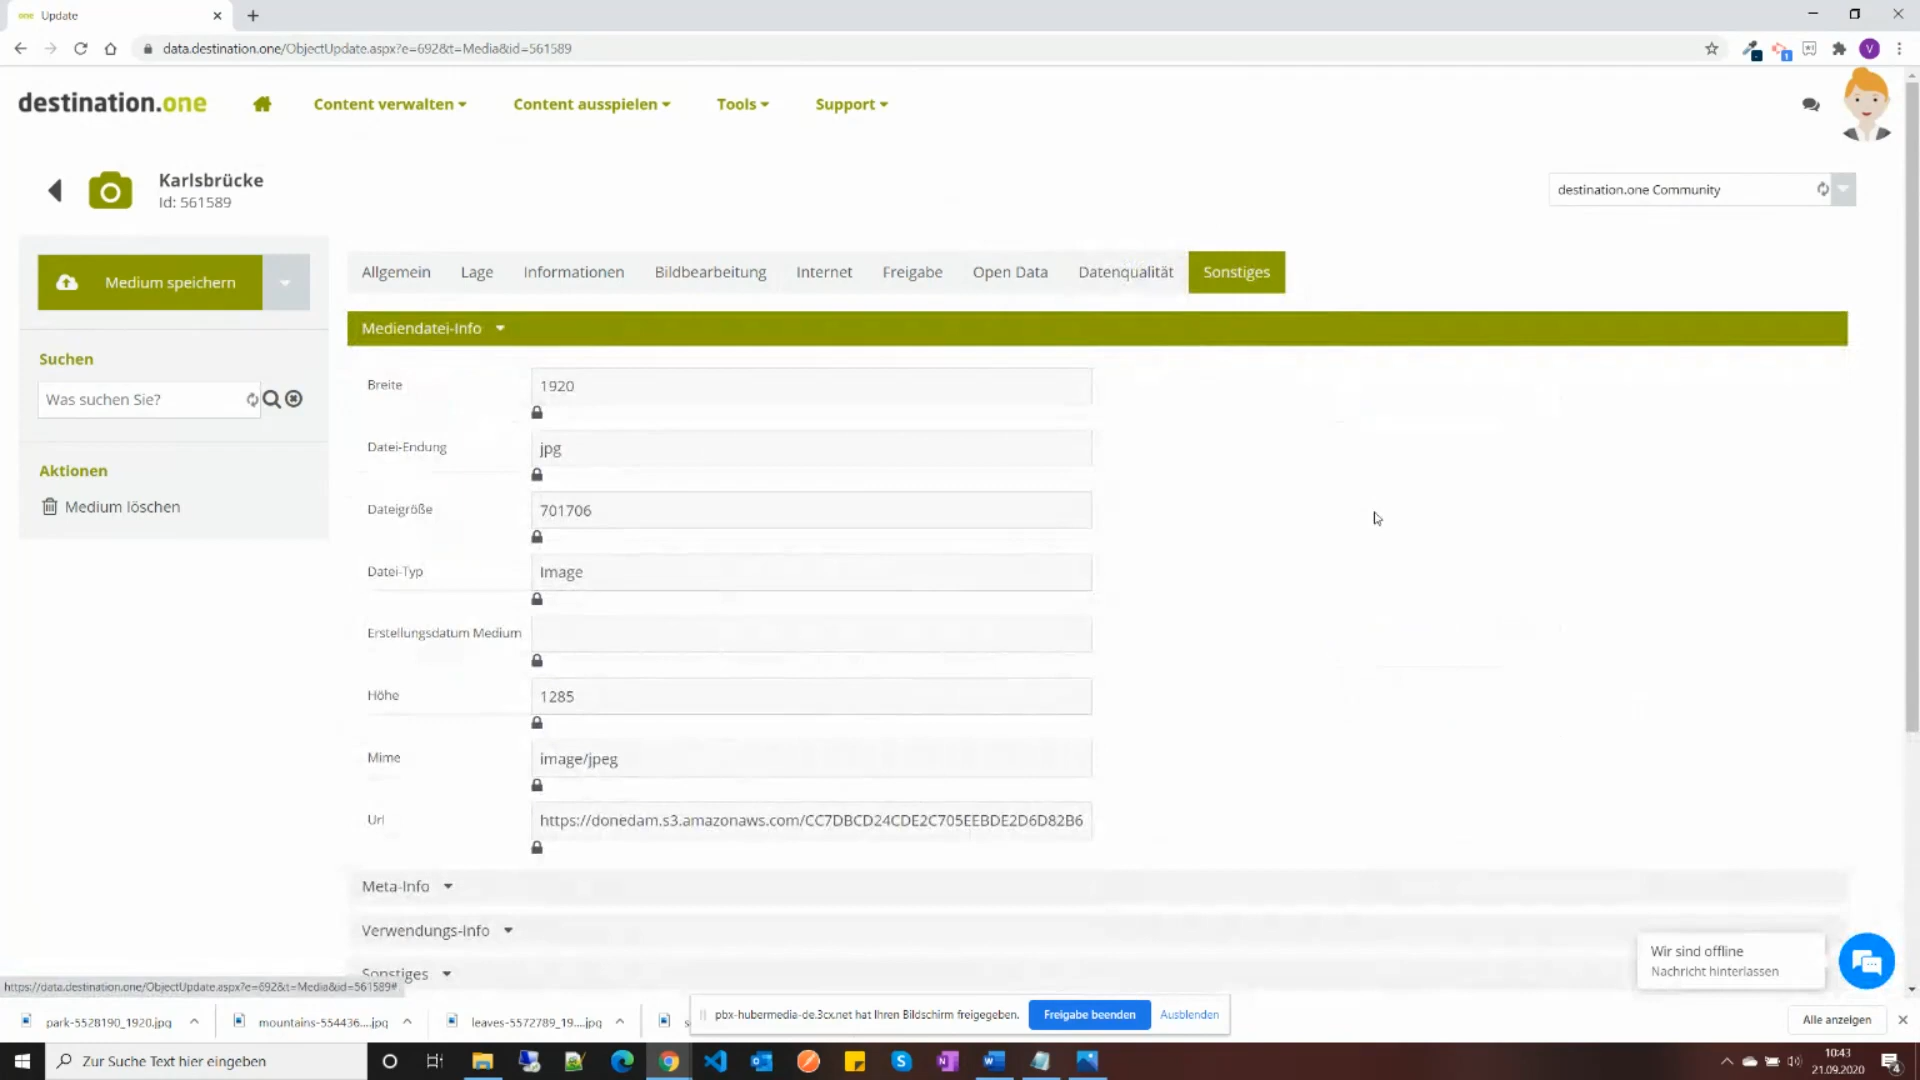 one Update
data.destination.one/ObjectUpdate.aspx?e=692&t=Media&id=561589
V
destination.one
Content verwalten
Content ausspielen
Tools
Support
Karlsbrücke
Id: 561589
destination.one Community
Medium speichern
Suchen
Was suchen Sie?
Aktionen
Medium löschen
Allgemein
Lage
Informationen
Bildbearbeitung
Internet
Freigabe
Open Data
Datenqualität
Sonstiges
Mediendatei-Info
Breite
1920
Datei-Endung
jpg
Dateigröße
701706
Datei-Typ
Image
Erstellungsdatum Medium
Höhe
1285
Mime
image/jpeg
Url
https://donedam.s3.amazonaws.com/CC7DBCD24CDE2C705EEBDE2D6D82B6
Meta-Info
Verwendungs-Info
Sonstiges
Wir sind offline
Nachricht hinterlassen
https://data.destination.one/ObjectUpdate.aspx?e=692&t=Media&id=561589#
park-5528190_1920.jpg
mountains-554436....jpg
leaves-5572789_19....jpg
pbx-hubermedia-de.3cx.net hat Ihren Bildschirm freigegeben.
Freigabe beenden
Ausblenden
Alle anzeigen
Zur Suche Text hier eingeben
10:43
21.09.2020
4